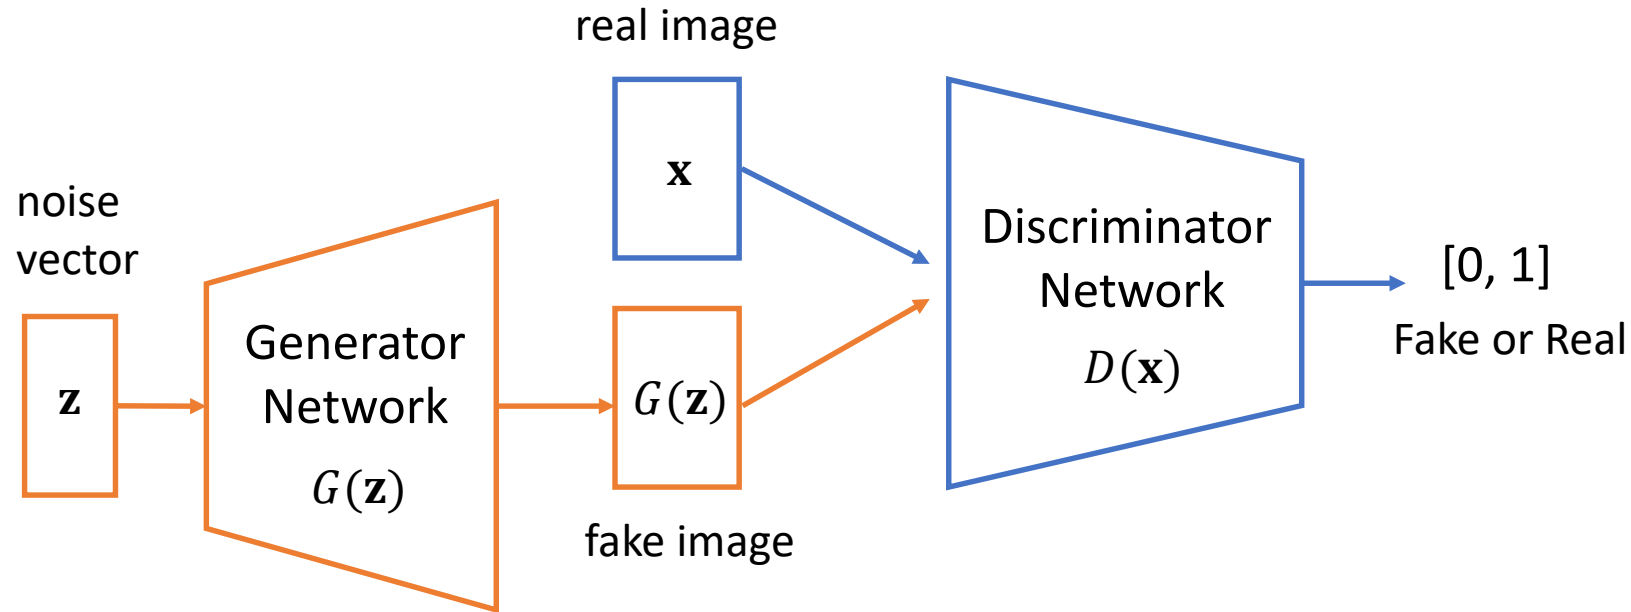 noise
vector
z
Generator
Network
G(z)
real image
x
G(z)
fake image
Discriminator
Network
D(x)
[0, 1]
Fake or Real